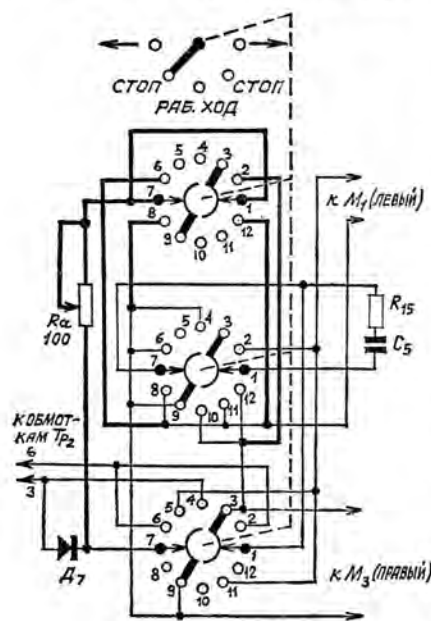 СТОП СТОП
РАБ. ХОД
5 4 3
6 2
7 1
8 12
9 10 11
К М1 (ЛЕВЫЙ)
Rа
100
5 4 3
6 2
7 1
8 12
9 10 11
R15
С5
К ОБМОТ-
КАМ Тр2
6
3
5 4 3
6 2
7 1
8 12
9 10 11
Д7
К М3 (ПРАВЫЙ)